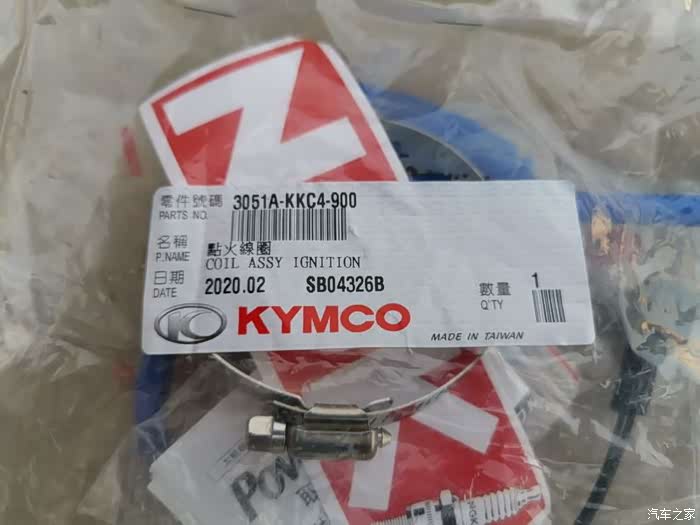 零件號碼 3051A-KKC4-900
PARTS NO.
名稱 點火線圈
P.NAME COIL ASSY IGNITION
日期 2020.02 SB04326B 數量 1
DATE Q'TY
KYMCO MADE IN TAIWAN
汽车之家